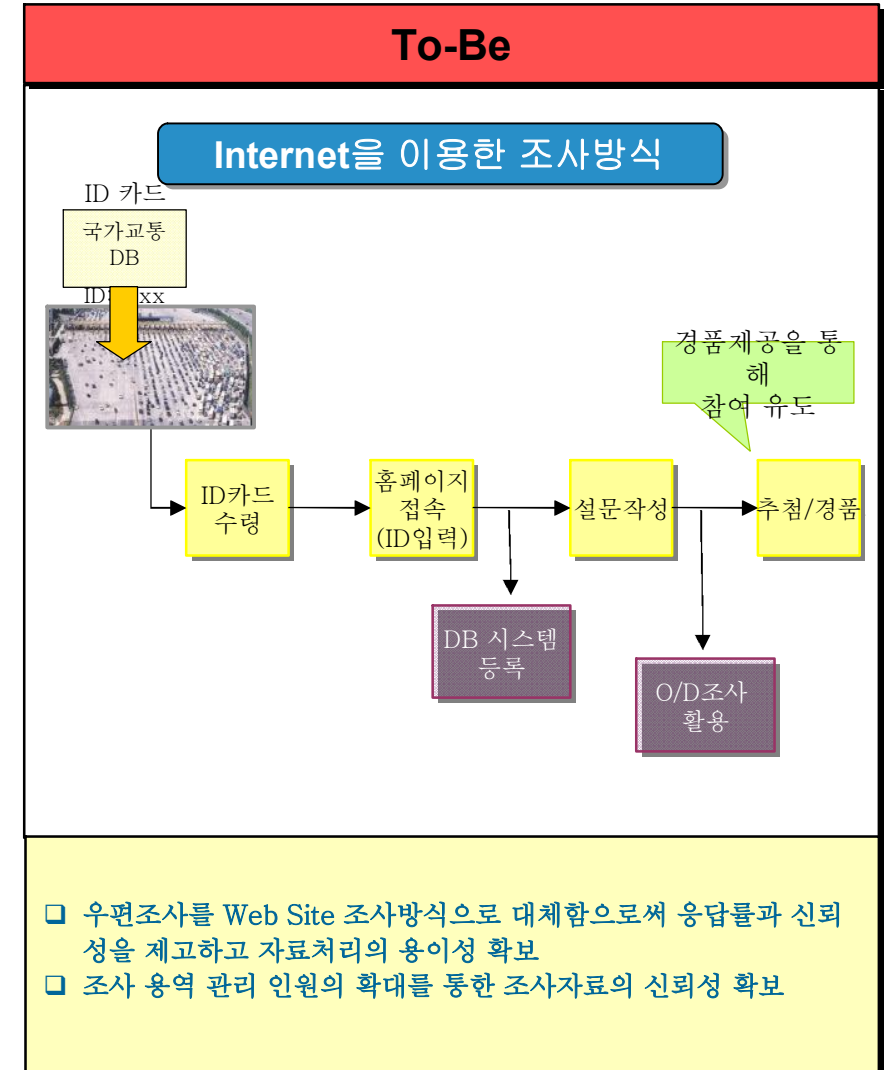 To-Be
Internet을 이용한 조사방식
ID 카드
국가교통
DB
ID: xx
경품제공을 통
해
참여 유도
ID카드
수령
홈페이지
접속
(ID입력)
설문작성
추첨/경품
DB 시스템
등록
O/D조사
활용
❑ 우편조사를 Web Site 조사방식으로 대체함으로써 응답률과 신뢰
성을 제고하고 자료처리의 용이성 확보
❑ 조사 용역 관리 인원의 확대를 통한 조사자료의 신뢰성 확보